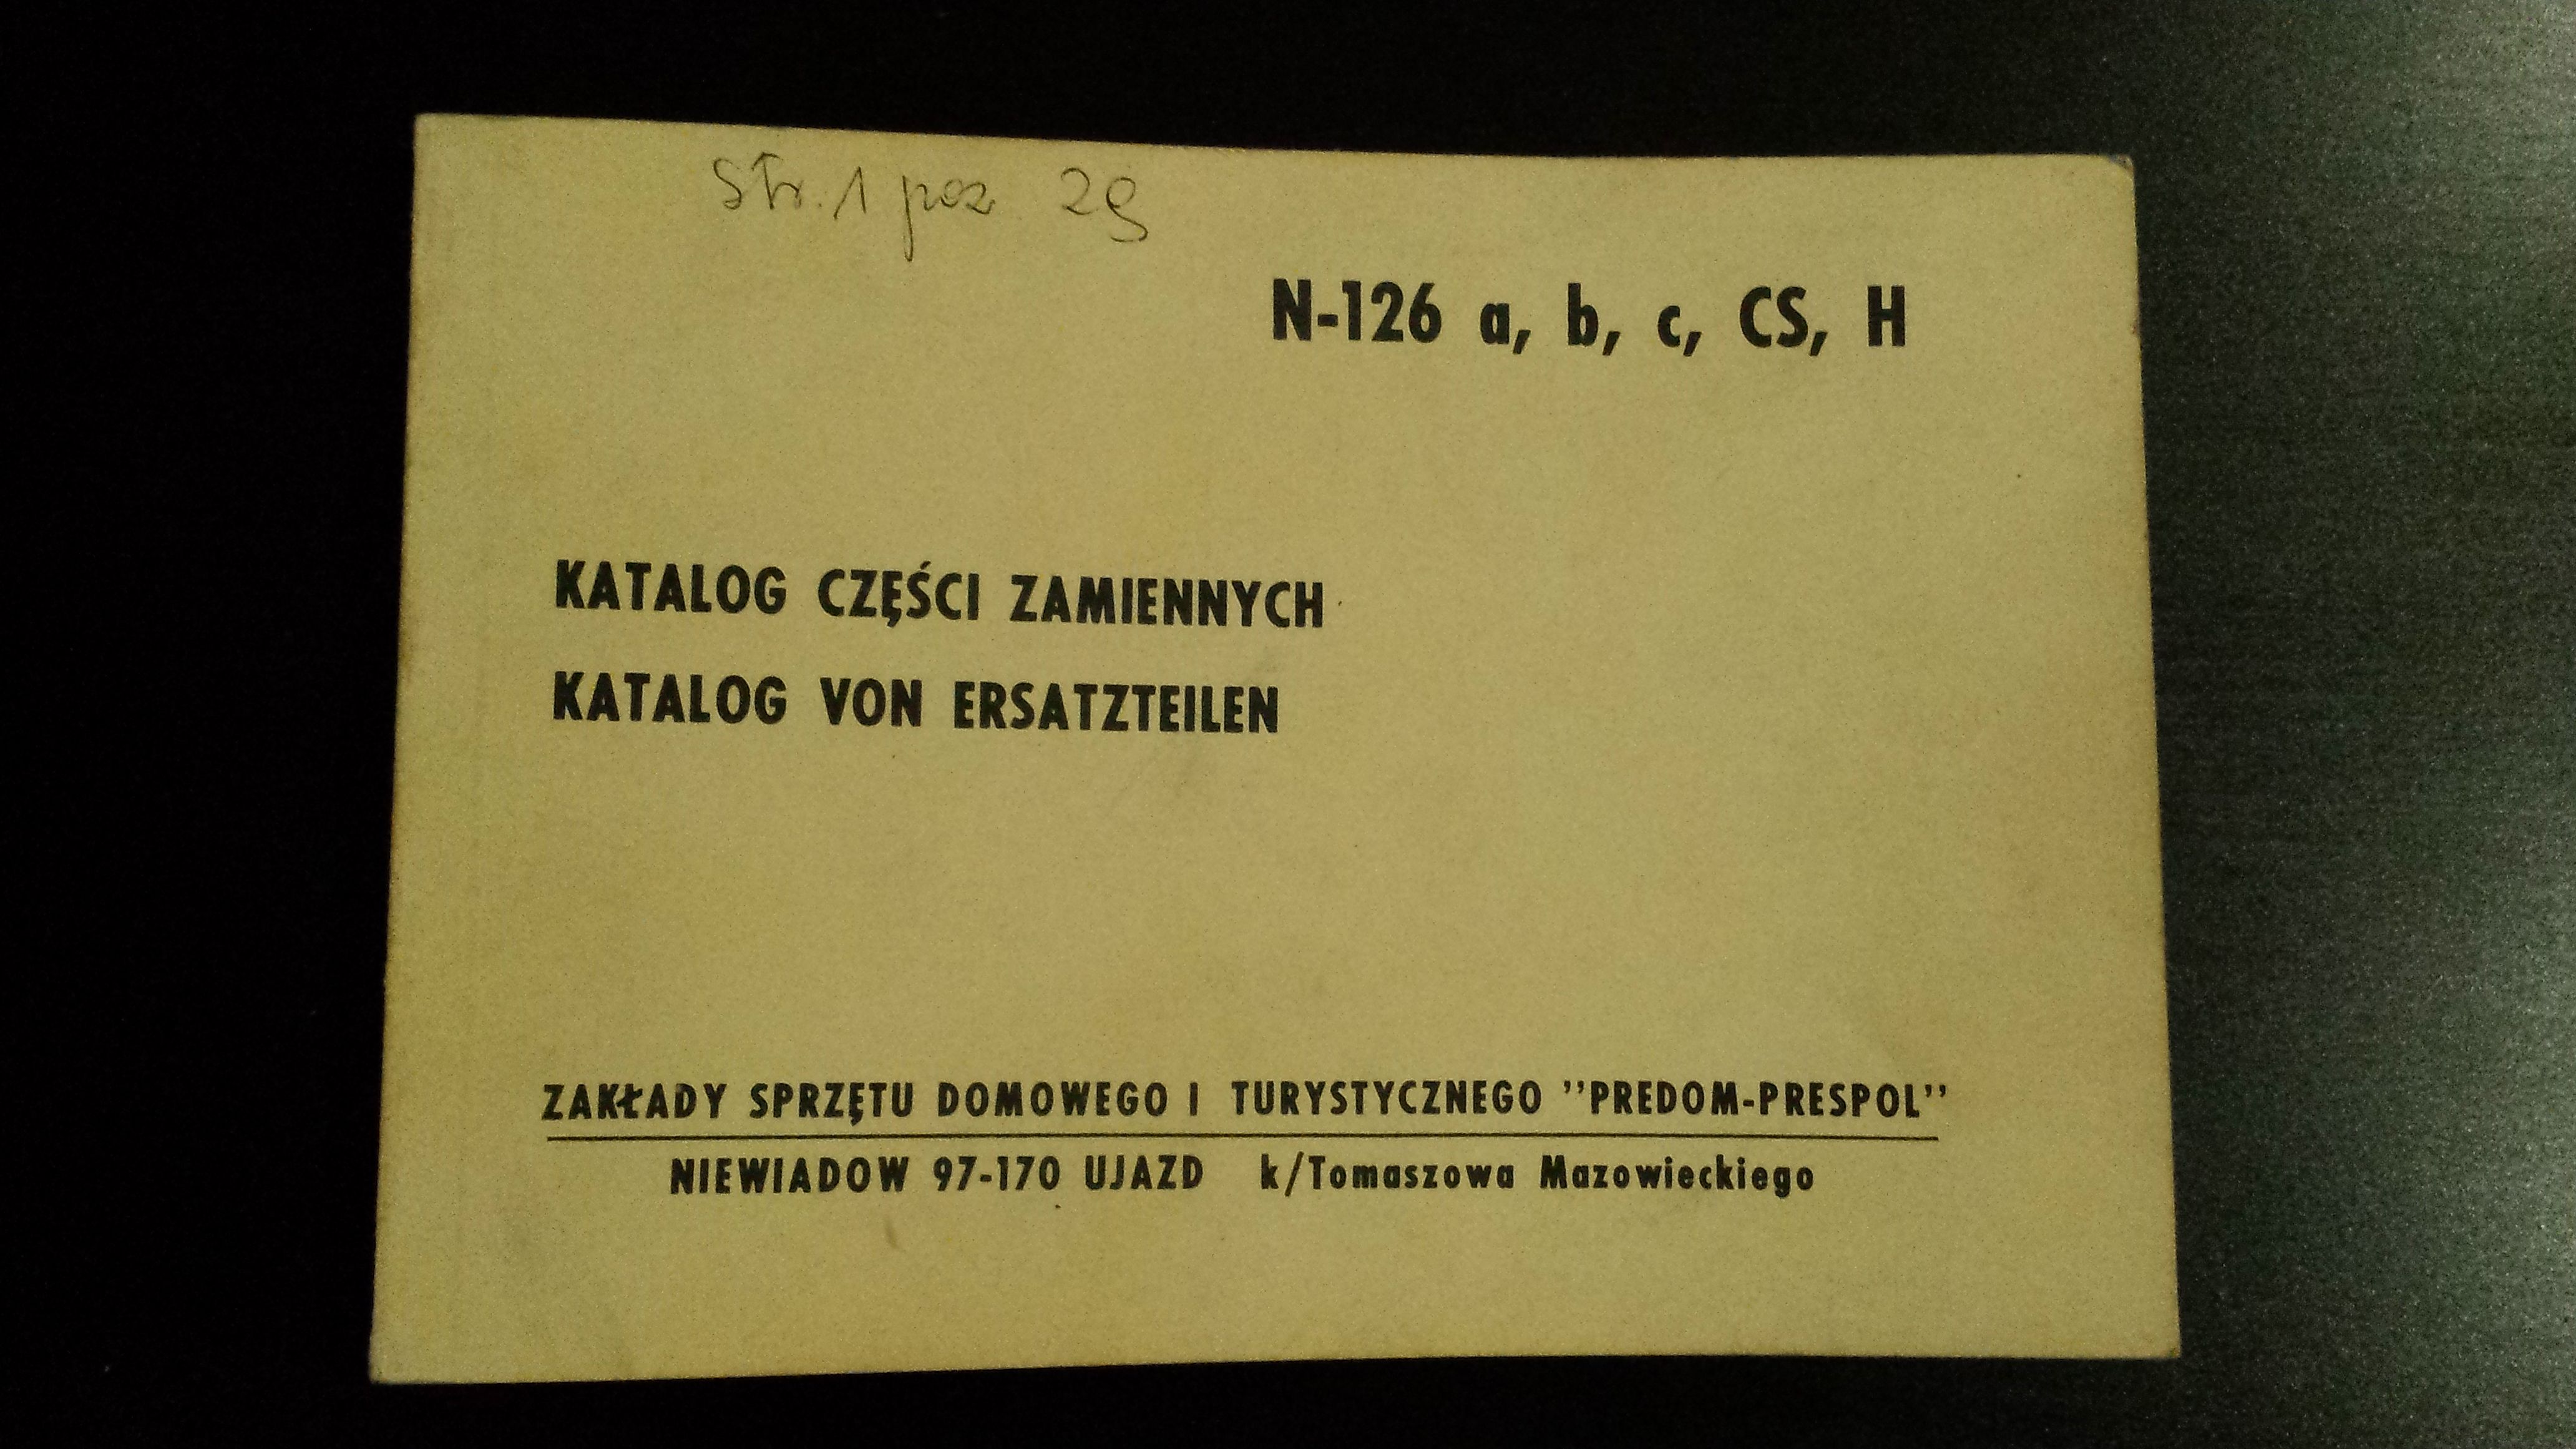 Str. 1 poz 29
N-126 a, b, c, CS, H
KATALOG CZĘŚCI ZAMIENNYCH
KATALOG VON ERSATZTEILEN
ZAKŁADY SPRZĘTU DOMOWEGO I TURYSTYCZNEGO "PREDOM-PRESPOL"
NIEWIADOW 97-170 UJAZD k/Tomaszowa Mazowieckiego